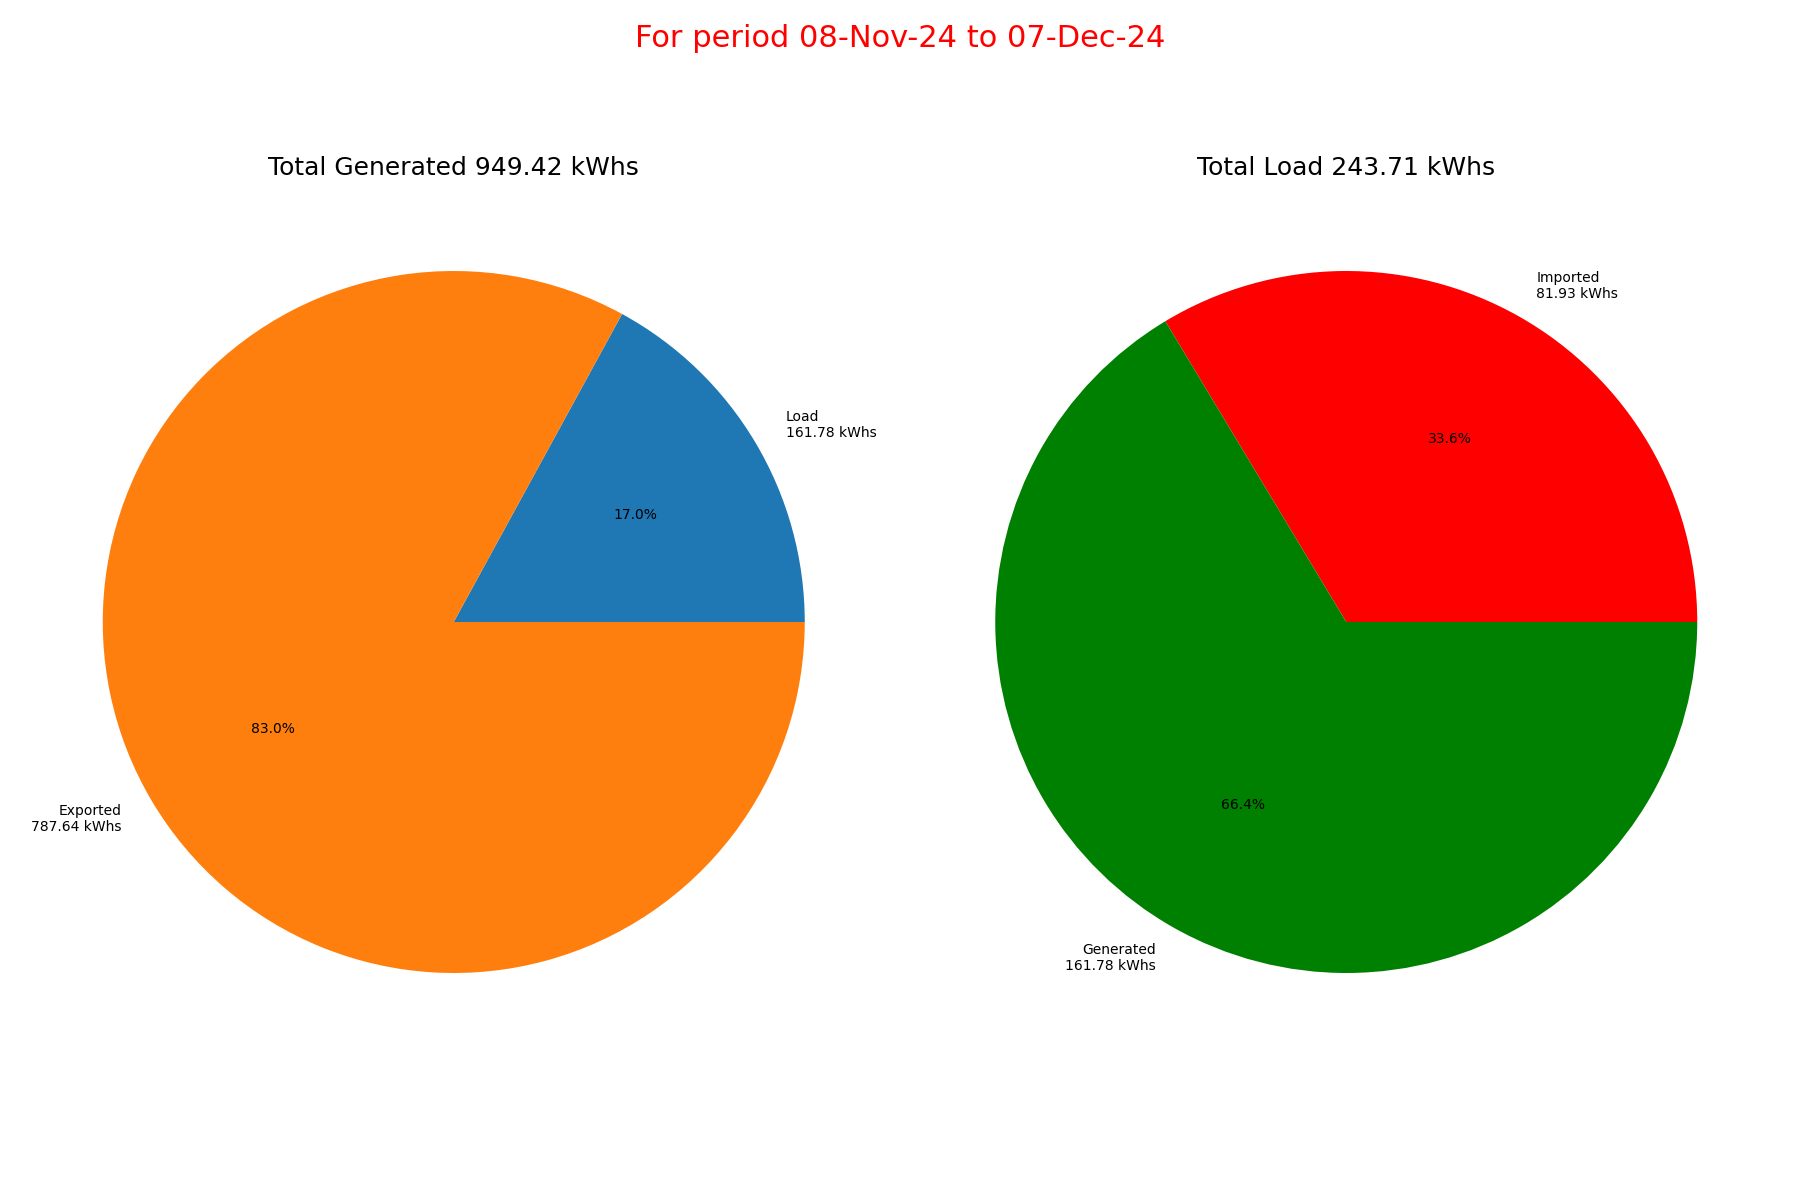 For period 08-Nov-24 to 07-Dec-24
Total Generated 949.42 kWhs
Load
161.78 kWhs
17.0%
83.0%
Exported
787.64 kWhs
Total Load 243.71 kWhs
Imported
81.93 kWhs
33.6%
66.4%
Generated
161.78 kWhs